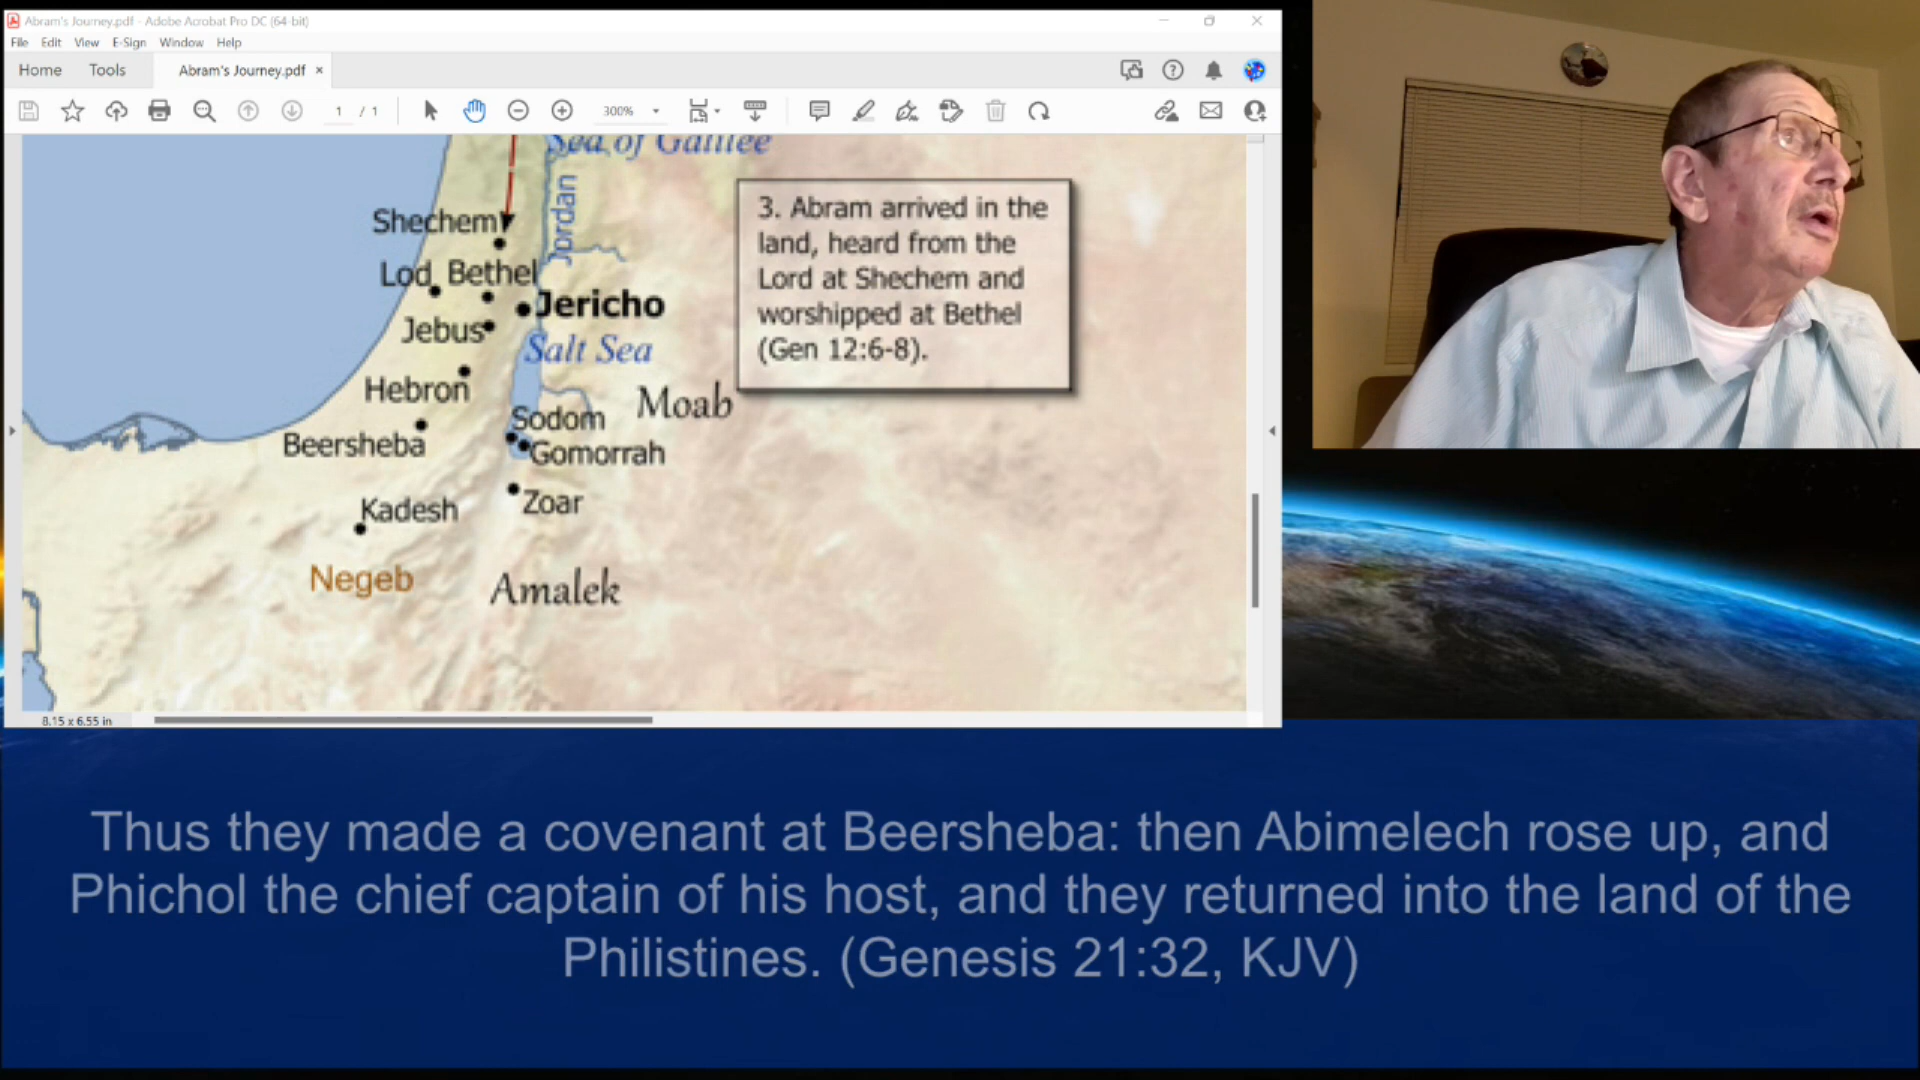 Abram's Journey.pdf - Adobe Acrobat Pro DC (64-bit)
File Edit View E-Sign Window Help
Home Tools Abram's Journey.pdf ×
1 / 1 300%
Sea of Galilee
Jordan
Shechem
Lod Bethel
Jericho
Jebus
Salt Sea
Hebron
Moab
Sodom
Beersheba
Gomorrah
Zoar
Kadesh
Negeb
Amalek
3. Abram arrived in the
land, heard from the
Lord at Shechem and
worshipped at Bethel
(Gen 12:6-8).
8.15 x 6.55 in
Thus they made a covenant at Beersheba: then Abimelech rose up, and
Phichol the chief captain of his host, and they returned into the land of the
Philistines. (Genesis 21:32, KJV)